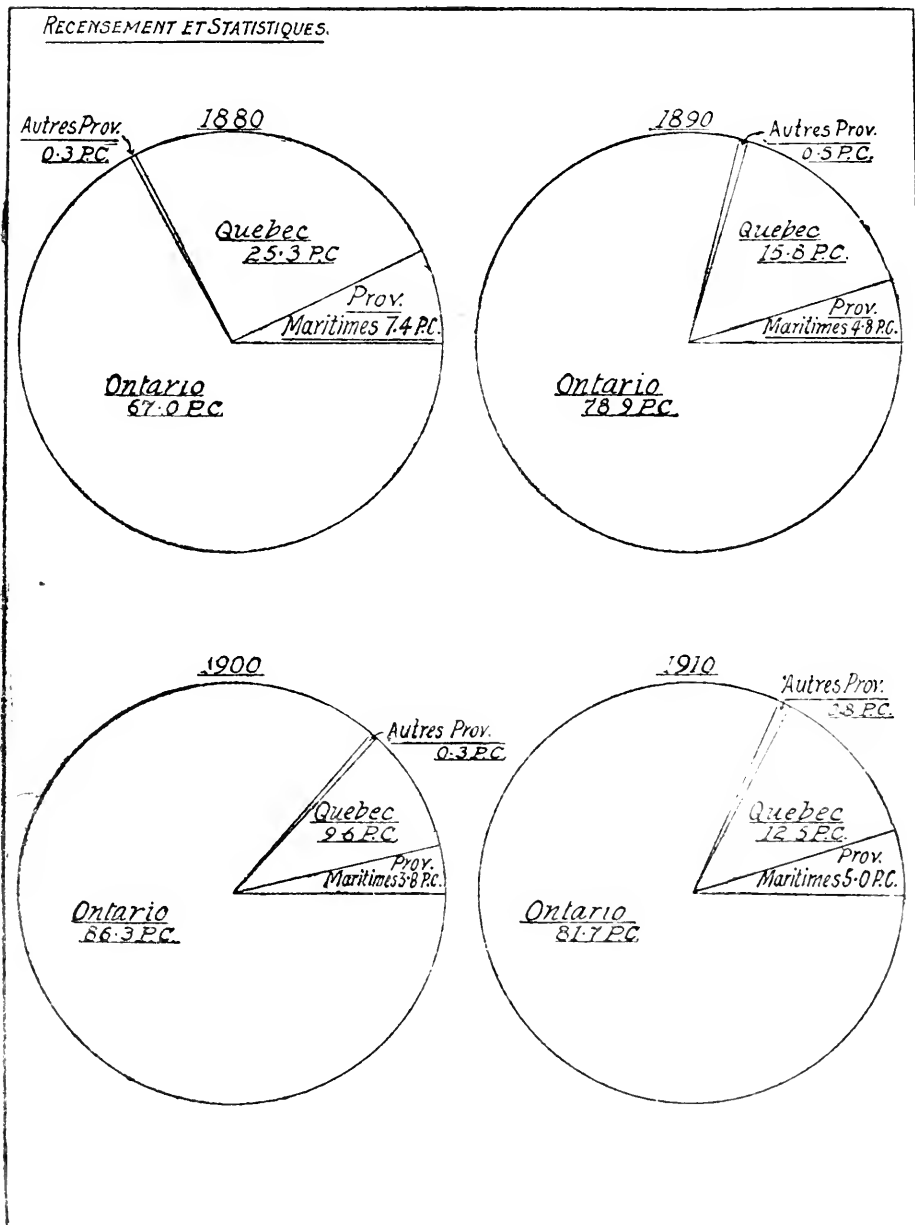 RECENSEMENT ET STATISTIQUES.
1880
Autres Prov.
0.3 P.C.
Quebec
25.3 P.C
Prov.
Maritimes 7.4 P.C.
Ontario
67.0 P.C.
1890
Autres Prov.
0.5 P.C.
Quebec
15.8 P.C.
Prov.
Maritimes 4.8 P.C.
Ontario
78.9 P.C.
1900
Autres Prov.
0.3 P.C
Quebec
9.6 P.C.
Prov.
Maritimes 3.8 P.C.
Ontario
86.3 P.C.
1910
Autres Prov.
0.8 P.C.
Quebec
12.5 P.C.
Prov.
Maritimes 5.0 P.C.
Ontario
81.7 P.C.